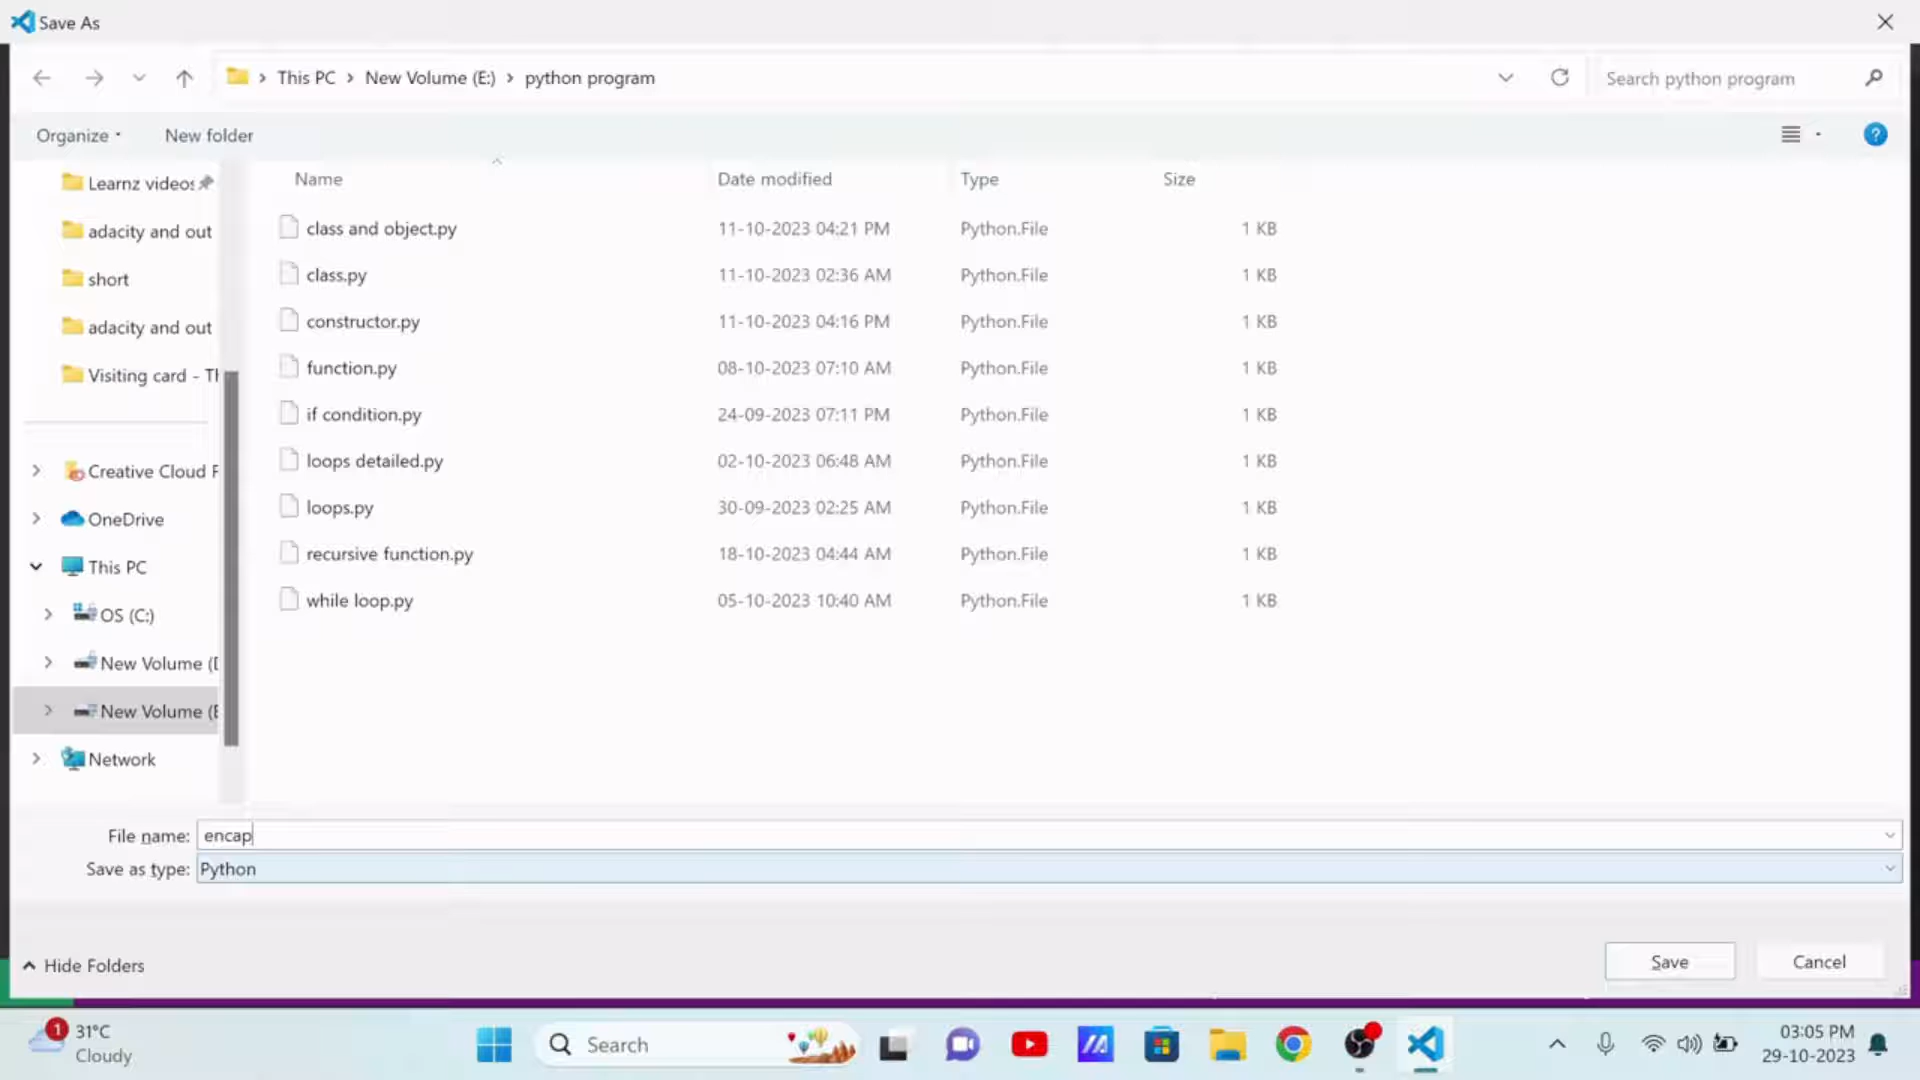 Save As
This PC > New Volume (E:) > python program
Search python program
Organize
New folder
Name Date modified Type Size
Learnz videos
adacity and out
short
adacity and out
Visiting card - Th
Creative Cloud F
OneDrive
This PC
OS (C:)
New Volume (D
New Volume (E
Network
class and object.py 11-10-2023 04:21 PM Python.File 1 KB
class.py 11-10-2023 02:36 AM Python.File 1 KB
constructor.py 11-10-2023 04:16 PM Python.File 1 KB
function.py 08-10-2023 07:10 AM Python.File 1 KB
if condition.py 24-09-2023 07:11 PM Python.File 1 KB
loops detailed.py 02-10-2023 06:48 AM Python.File 1 KB
loops.py 30-09-2023 02:25 AM Python.File 1 KB
recursive function.py 18-10-2023 04:44 AM Python.File 1 KB
while loop.py 05-10-2023 10:40 AM Python.File 1 KB
File name: encap
Save as type: Python
Hide Folders
Save
Cancel
1
31°C
Cloudy
Search
03:05 PM
29-10-2023